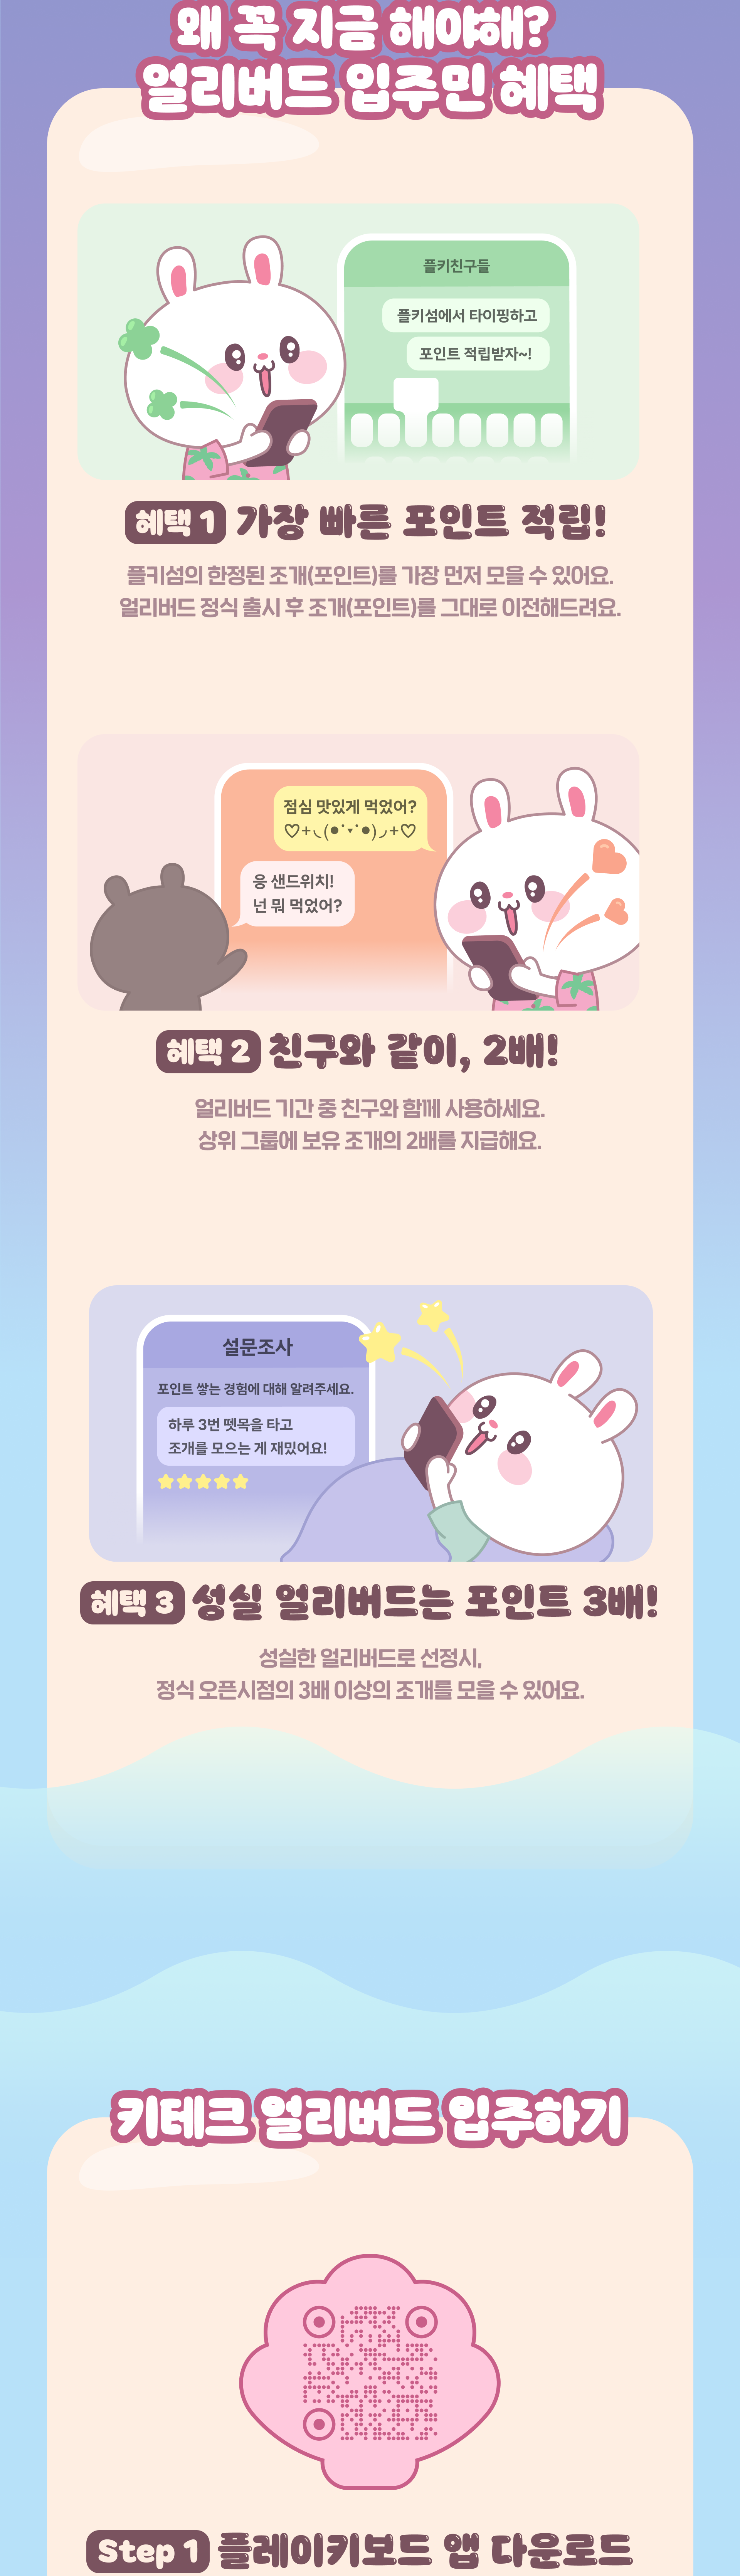 왜 꼭 지금 해야해?
얼리버드 입주민 혜택
플키친구들
플키섬에서 타이핑하고
포인트 적립받자~!
혜택 1 가장 빠른 포인트 적립!
플키섬의 한정된 조개(포인트)를 가장 먼저 모을 수 있어요.
얼리버드 정식 출시 후 조개(포인트)를 그대로 이전해드려요.
점심 맛있게 먹었어?
♡+◟(●˙▾˙●)◞+♡
응 샌드위치!
넌 뭐 먹었어?
혜택 2 친구와 같이, 2배!
얼리버드 기간 중 친구와 함께 사용하세요.
상위 그룹에 보유 조개의 2배를 지급해요.
설문조사
포인트 쌓는 경험에 대해 알려주세요.
하루 3번 뗏목을 타고
조개를 모으는 게 재밌어요!
혜택 3 성실 얼리버드는 포인트 3배!
성실한 얼리버드로 선정시,
정식 오픈시점의 3배 이상의 조개를 모을 수 있어요.
키테크 얼리버드 입주하기
Step 1 플레이키보드 앱 다운로드